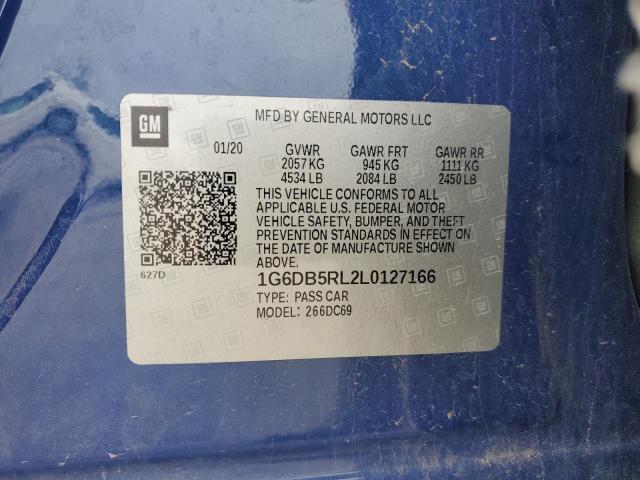 GM
MFD BY GENERAL MOTORS LLC
01/20 GVWR GAWR FRT GAWR RR
2057 KG 945 KG 1111 KG
4534 LB 2084 LB 2450 LB
THIS VEHICLE CONFORMS TO ALL
APPLICABLE U.S. FEDERAL MOTOR
VEHICLE SAFETY, BUMPER, AND THEFT
PREVENTION STANDARDS IN EFFECT ON
THE DATE OF MANUFACTURE SHOWN
ABOVE.
627D
1G6DB5RL2L0127166
TYPE: PASS CAR
MODEL: 266DC69